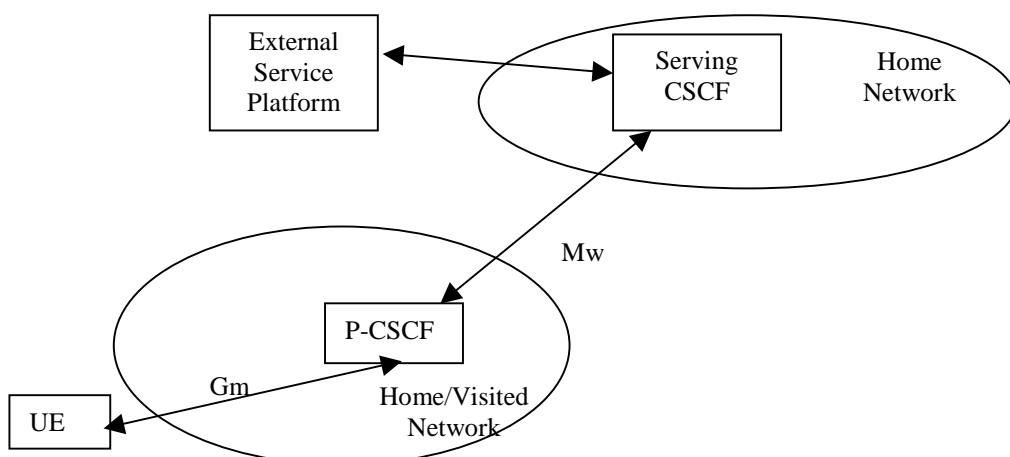 External
Service
Platform
Serving
CSCF
Home
Network
Mw
P-CSCF
Gm
Home/Visited
Network
UE